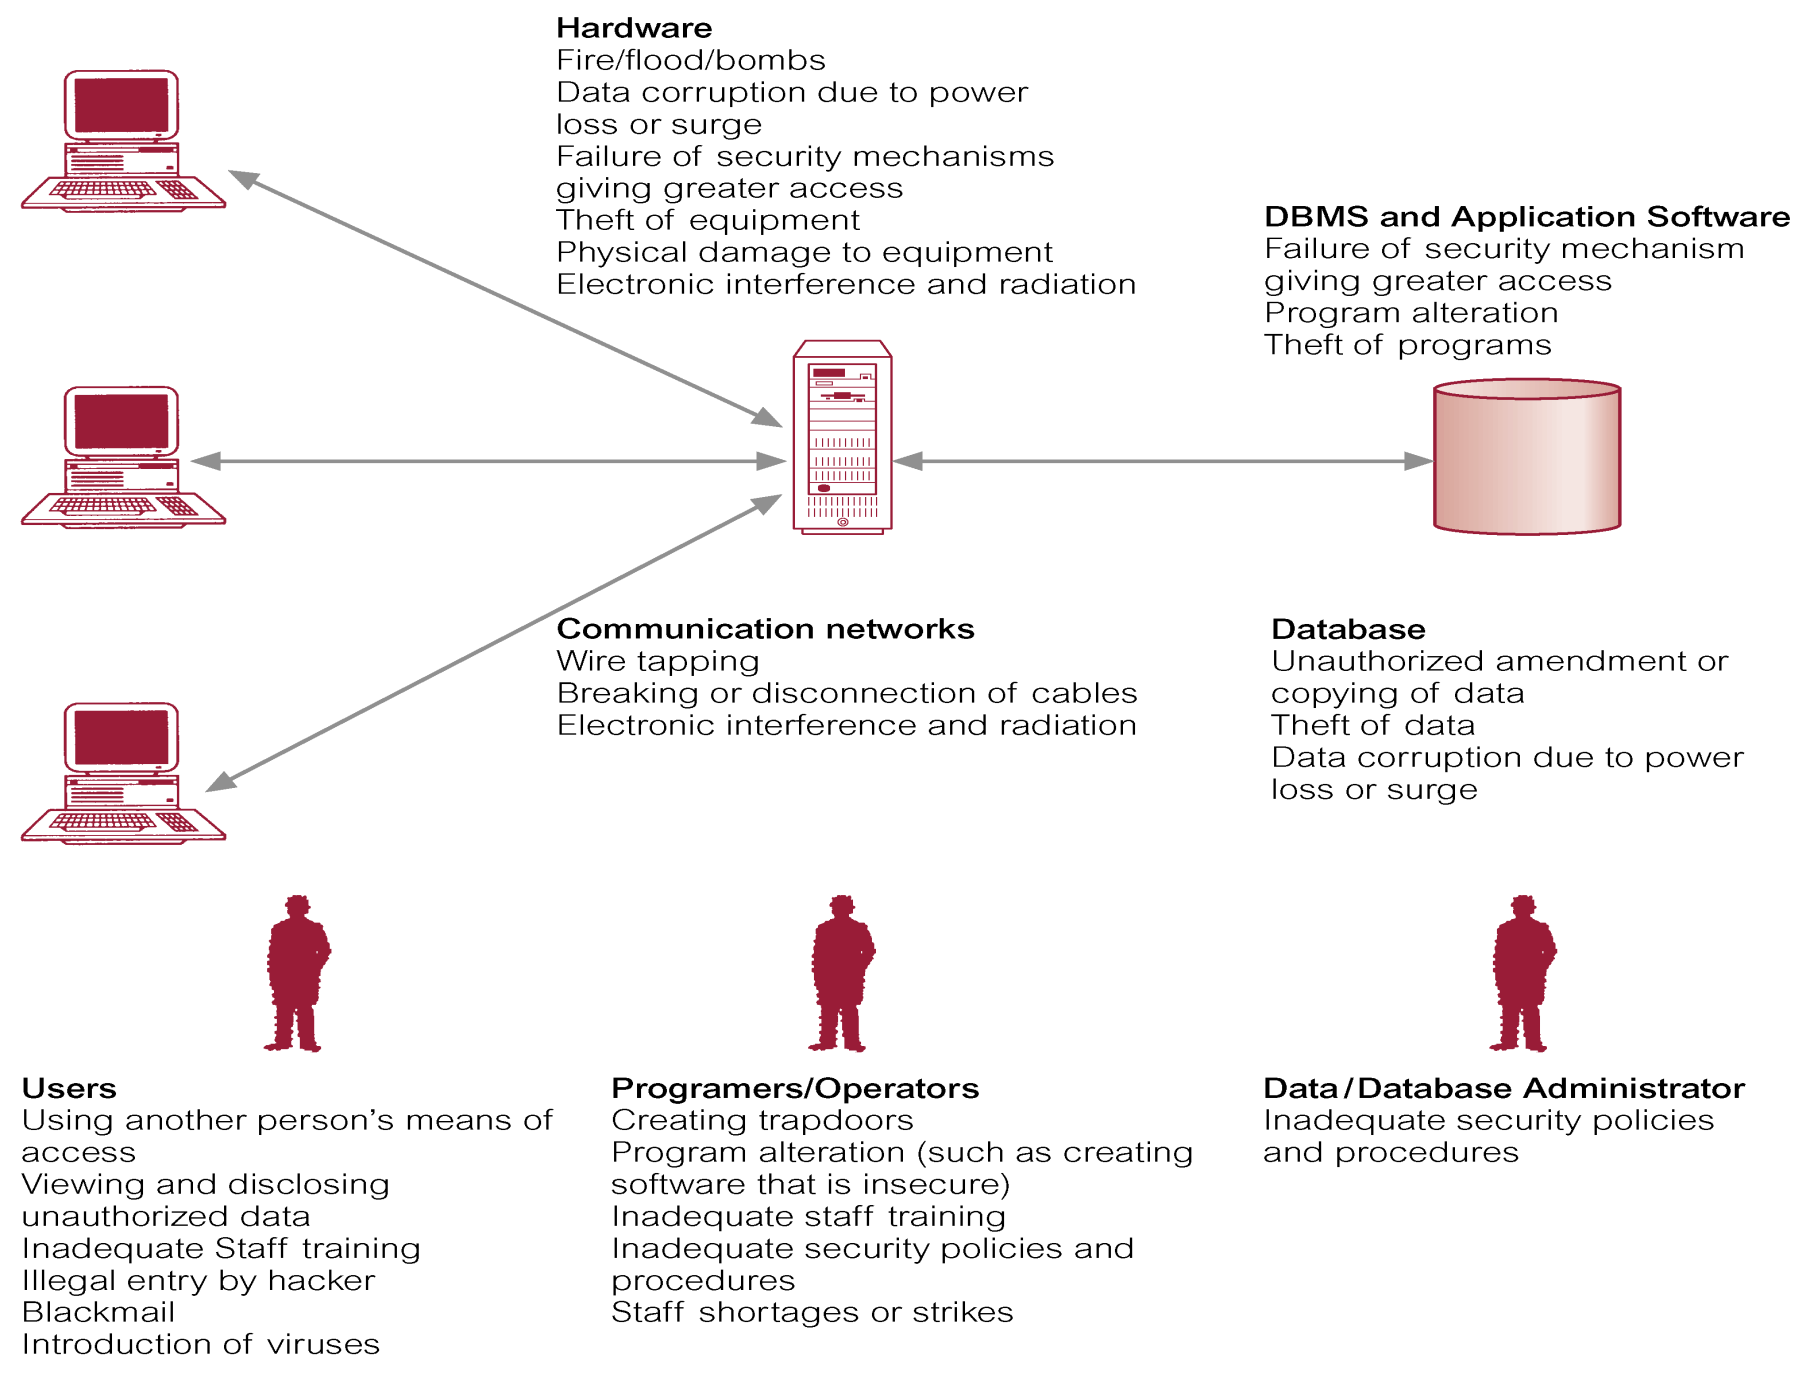 Hardware
Fire/flood/bombs
Data corruption due to power
loss or surge
Failure of security mechanisms
giving greater access
Theft of equipment
Physical damage to equipment
Electronic interference and radiation
DBMS and Application Software
Failure of security mechanism
giving greater access
Program alteration
Theft of programs
Communication networks
Wire tapping
Breaking or disconnection of cables
Electronic interference and radiation
Database
Unauthorized amendment or
copying of data
Theft of data
Data corruption due to power
loss or surge
Users
Using another person’s means of
access
Viewing and disclosing
unauthorized data
Inadequate Staff training
Illegal entry by hacker
Blackmail
Introduction of viruses
Programers/Operators
Creating trapdoors
Program alteration (such as creating
software that is insecure)
Inadequate staff training
Inadequate security policies and
procedures
Staff shortages or strikes
Data/Database Administrator
Inadequate security policies
and procedures